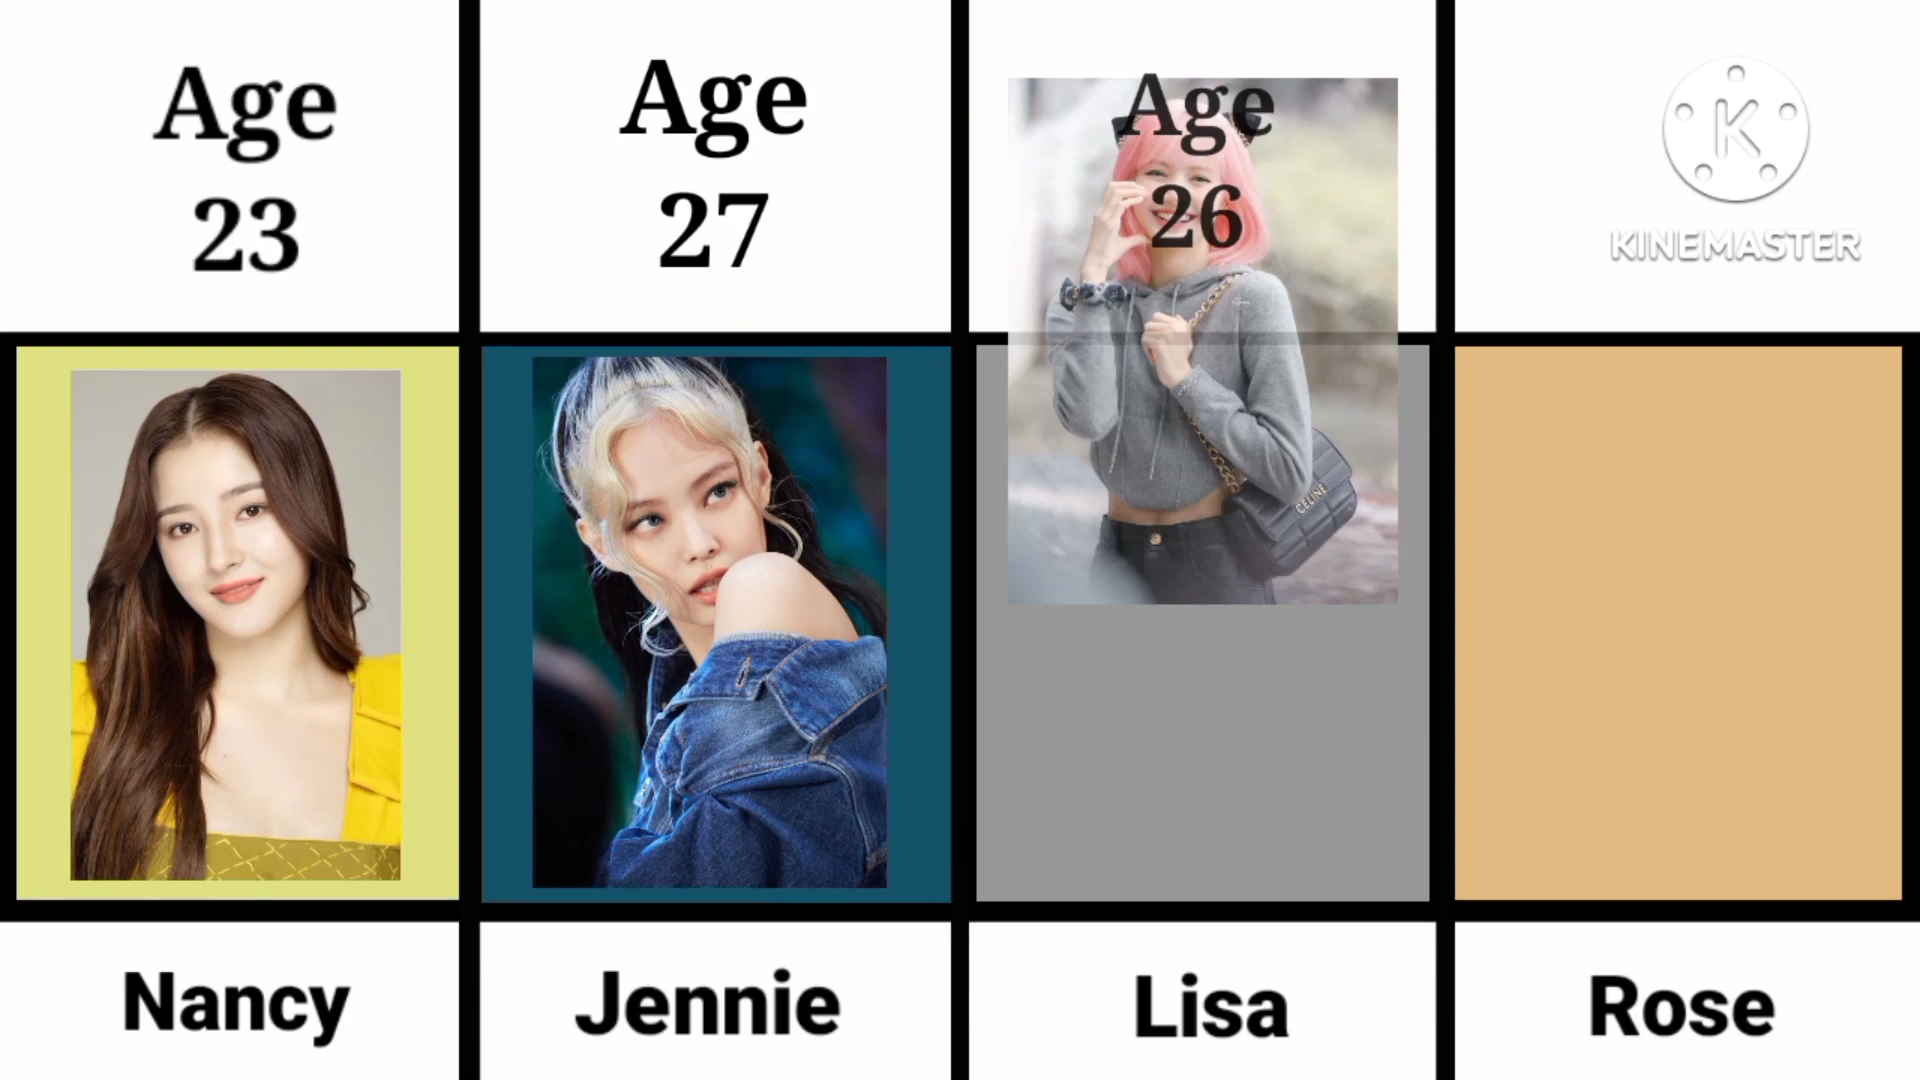 Age
23
Age
27
Age
26
K
KINEMASTER
CELINE
Nancy
Jennie
Lisa
Rose